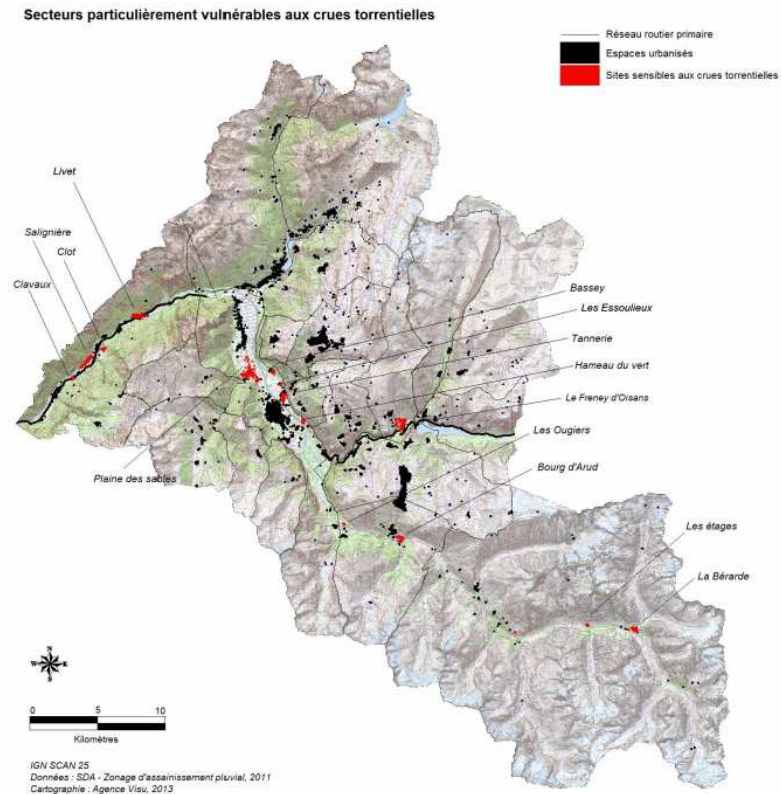 Secteurs particulièrement vulnérables aux crues torrentielles
Réseau routier primaire
Espaces urbanisés
Sites sensibles aux crues torrentielles
Livet
Salignière
Clot
Clavaux
Bassey
Les Essoulieux
Tannerie
Hameau du vert
Le Freney d'Oisans
Les Ougiers
Bourg d'Arud
Plaine des sables
Les étages
La Bérarde
N
W E
S
0 5 10
Kilomètres
IGN SCAN 25
Données : SDA - Zonage d'assainissement pluvial, 2011
Cartographie : Agence Visu, 2013